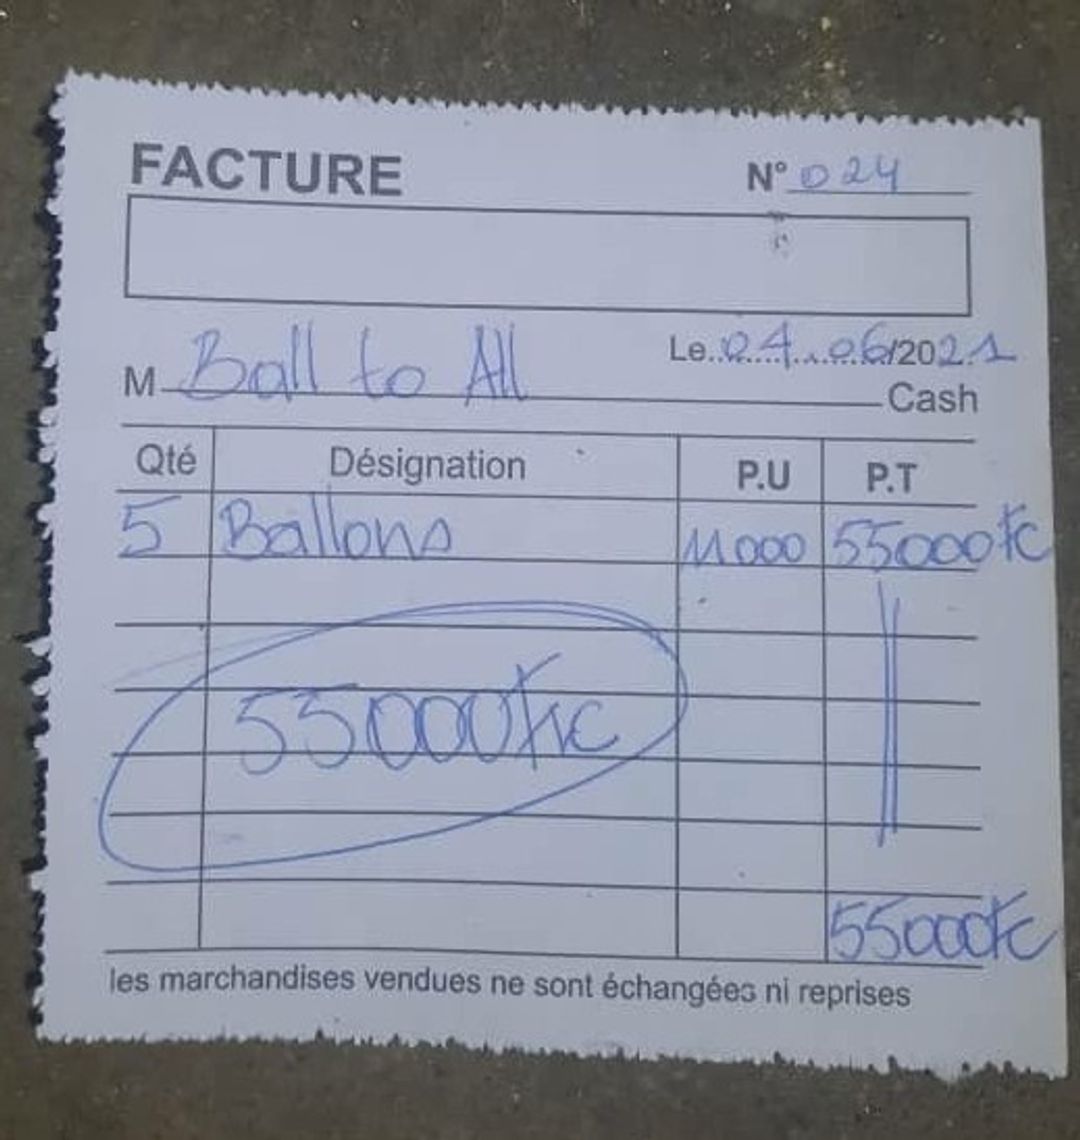 FACTURE N° 024
Le..04....06/2021
M Ball to All Cash
Qté Désignation P.U P.T
5 Ballons 11000 55000fc
55000fc
55000fc
les marchandises vendues ne sont échangées ni reprises